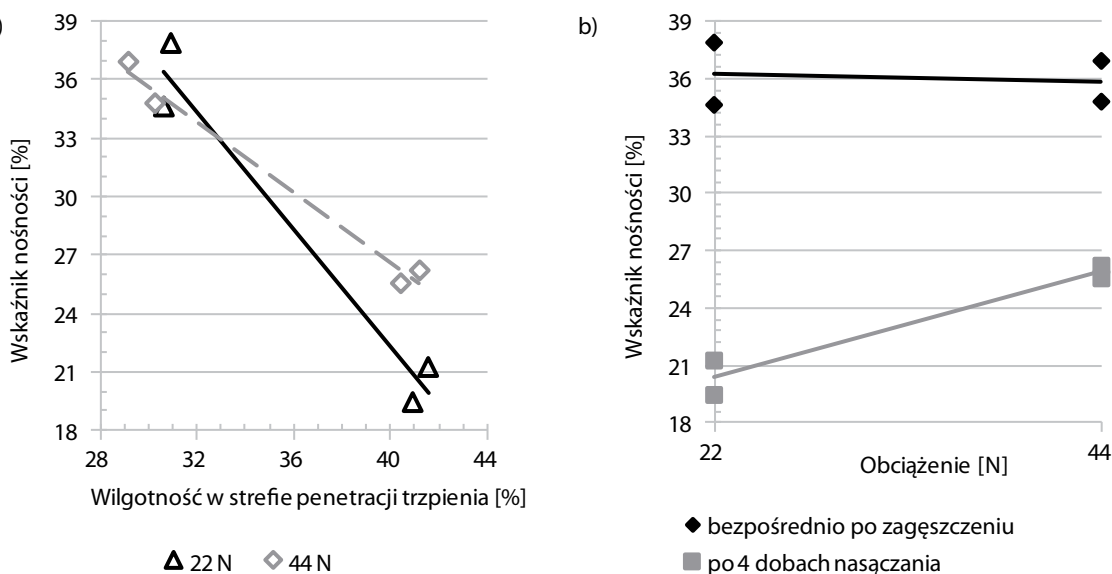 )
39
36
33
30
27
24
21
18
28
32
36
40
44
Wskaźnik nośności [%]
Wilgotność w strefie penetracji trzpienia [%]
22 N
44 N
b)
39
36
33
30
27
24
21
18
22
44
Wskaźnik nośności [%]
Obciążenie [N]
bezpośrednio po zagęszczeniu
po 4 dobach nasączania